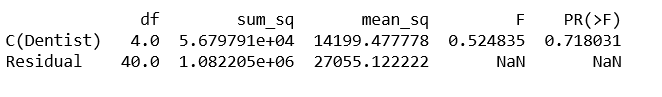 df sum_sq mean_sq F PR(>F)
C(Dentist) 4.0 5.679791e+04 14199.477778 0.524835 0.718031
Residual 40.0 1.082205e+06 27055.122222 NaN NaN